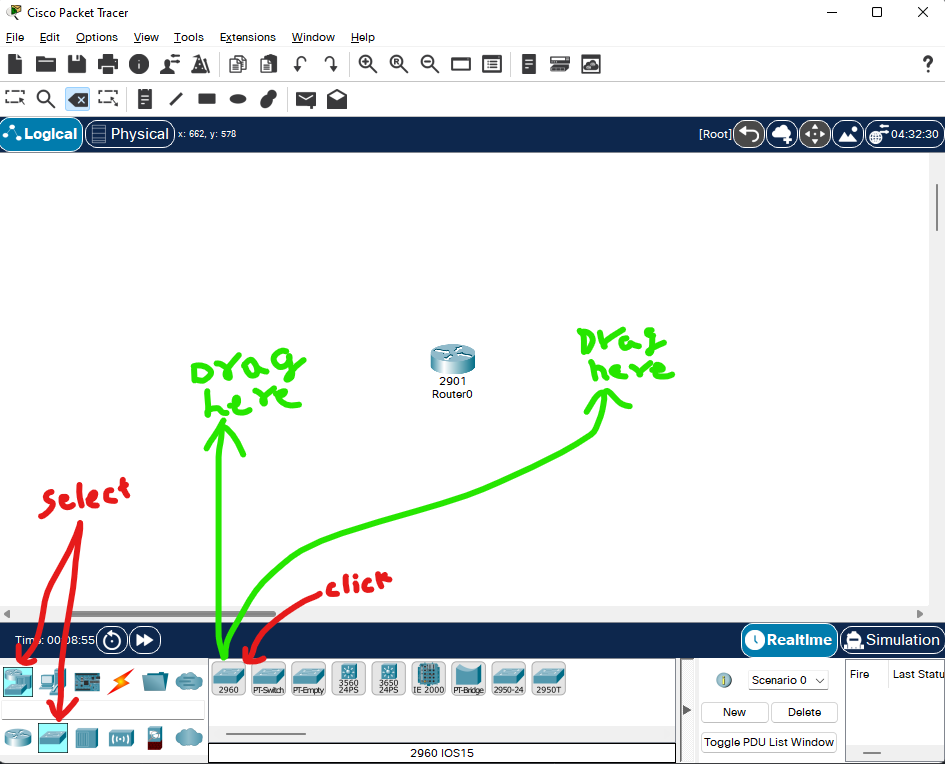 Cisco Packet Tracer
File Edit Options View Tools Extensions Window Help
?
Logical Physical x: 662, y: 578 [Root] 04:32:30
Drag
here
2901
Router0
Drag
here
Select
click
Time: 00:08:55 Realtime Simulation
2960 PT-Switch PT-Empty 3560 24PS 3650 24PS IE 2000 PT-Bridge 2950-24 2950T
Scenario 0
Fire Last Statu
New Delete
Toggle PDU List Window
2960 IOS15